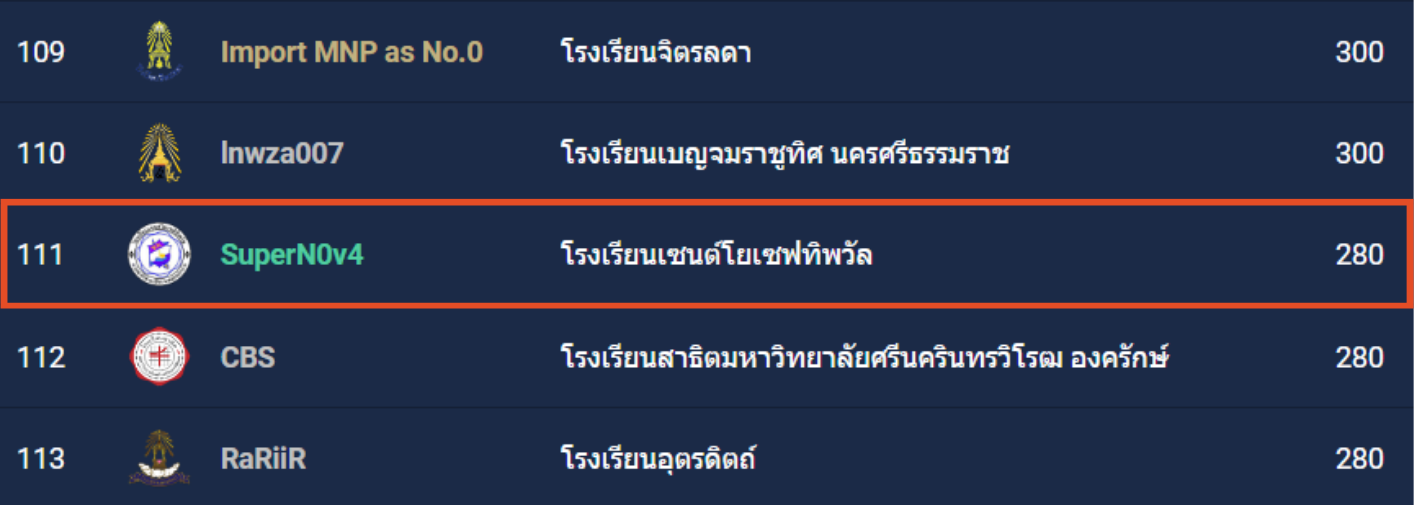 109 Import MNP as No.0 โรงเรียนจิตรลดา 300
110 lnwza007 โรงเรียนเบญจมราชูทิศ นครศรีธรรมราช 300
111 SuperN0v4 โรงเรียนเซนต์โยเซฟทิพวัล 280
112 CBS โรงเรียนสาธิตมหาวิทยาลัยศรีนครินทรวิโรฒ องครักษ์ 280
113 RaRiiR โรงเรียนอุตรดิตถ์ 280